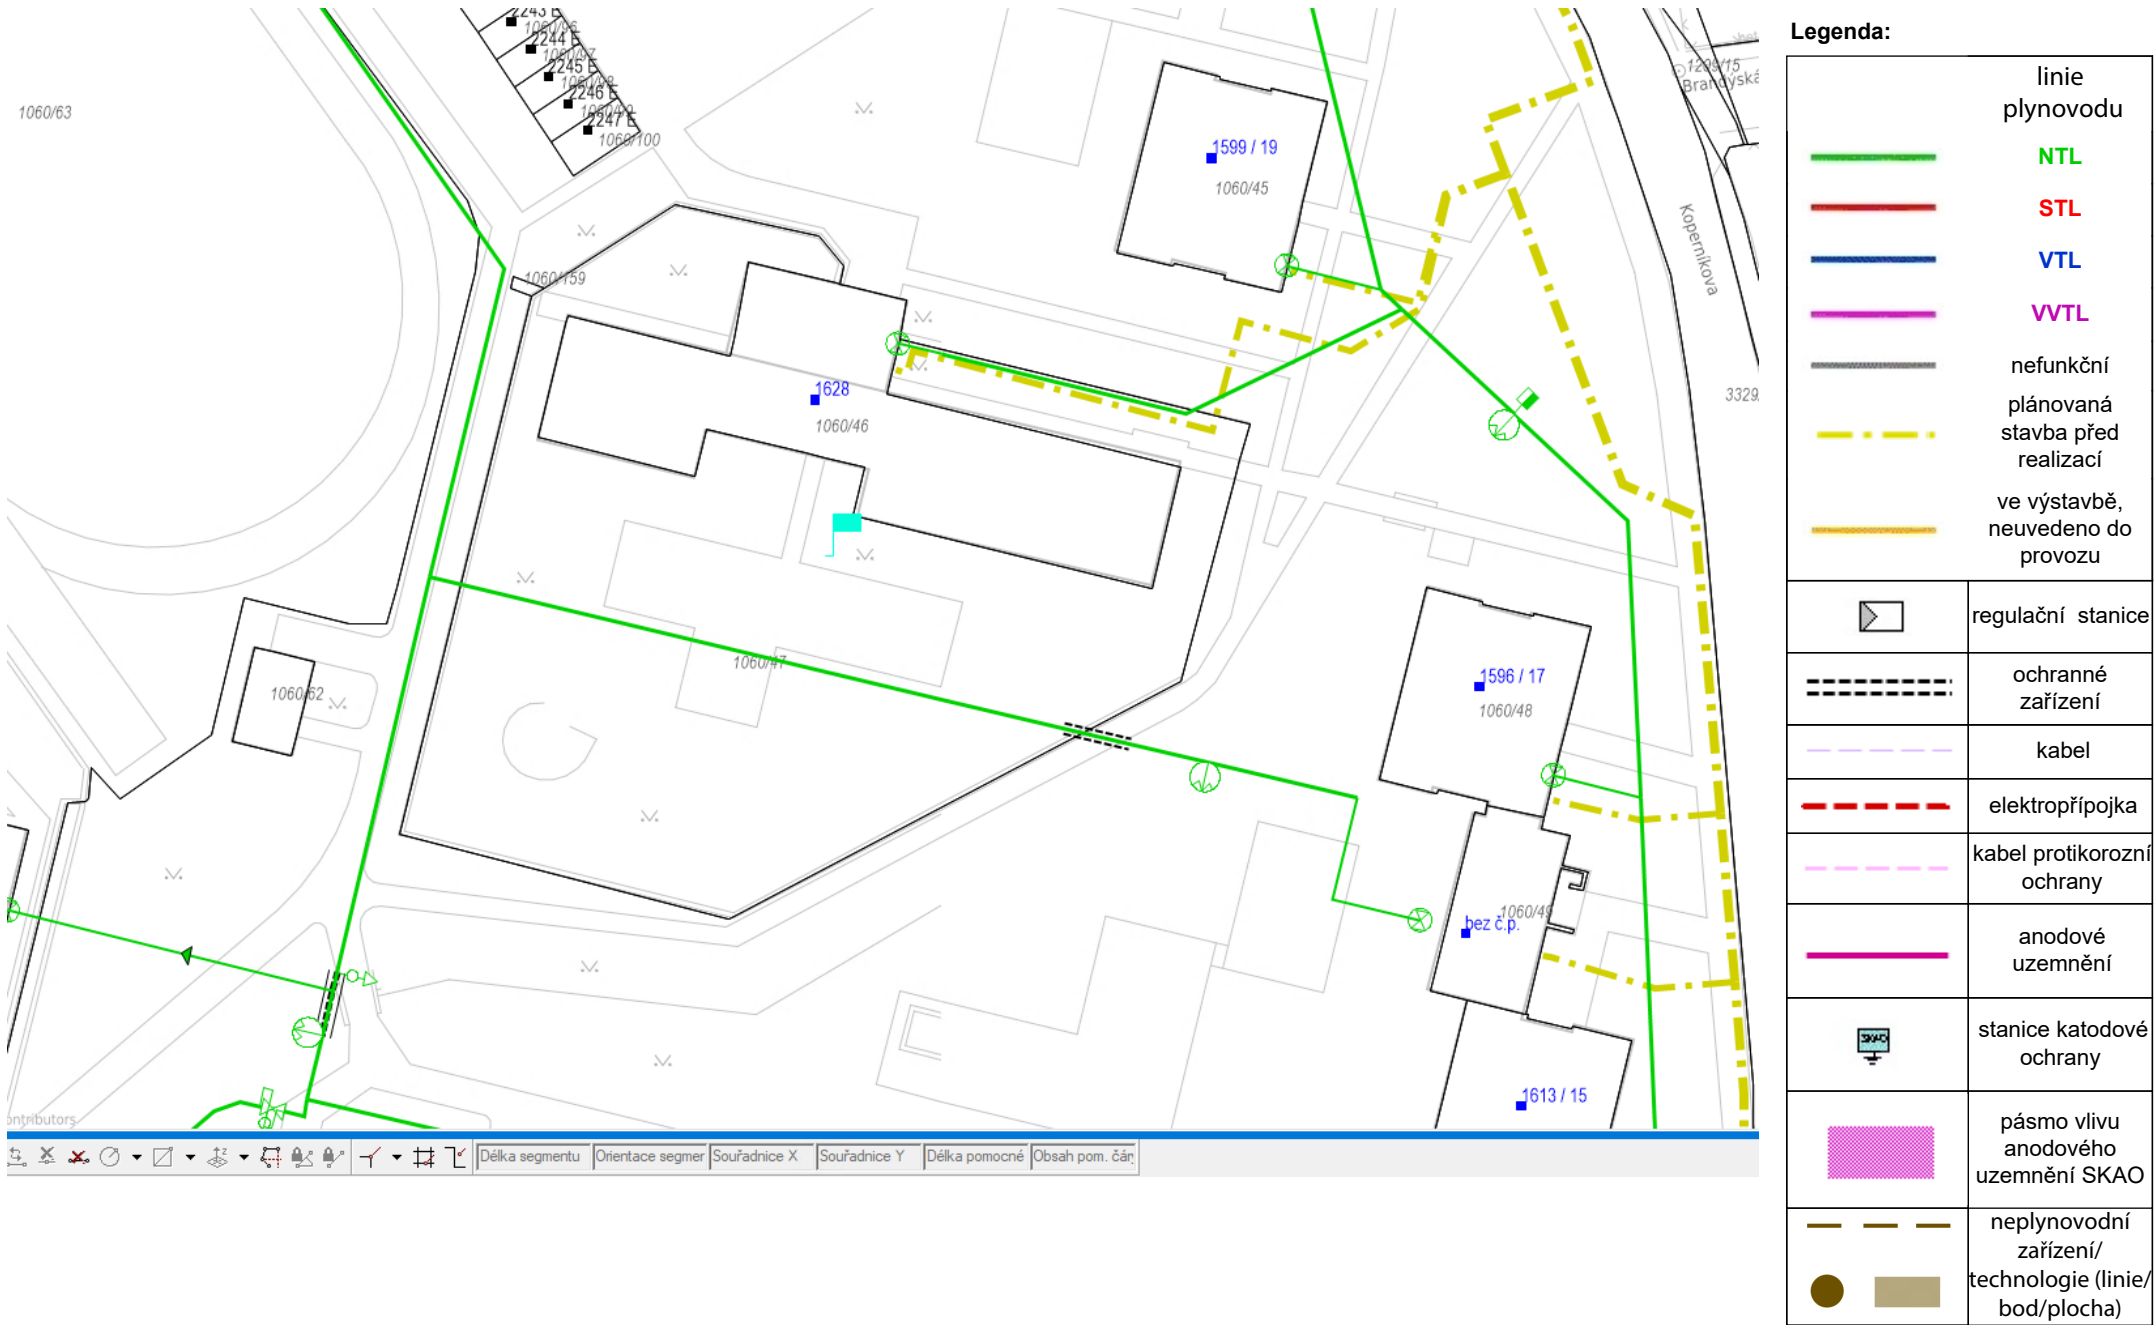 2243 E
1060/96
2244 E
1060/97
2245 E
1060/98
2246 E
1060/99
2247 E
1060/100
1060/63
1599 / 19
1060/45
1209/15
Brandýská
Koperníkova
3329
1060/159
1628
1060/46
1060/47
1060/62
1596 / 17
1060/48
1060/49
bez č.p.
1613 / 15
ontributors
Délka segmentu
Orientace segmer
Souřadnice X
Souřadnice Y
Délka pomocné
Obsah pom. čár
Legenda:
linie
plynovodu
NTL
STL
VTL
VVTL
nefunkční
plánovaná
stavba před
realizací
ve výstavbě,
neuvedeno do
provozu
regulační stanice
ochranné
zařízení
kabel
elektropřípojka
kabel protikorozní
ochrany
anodové
uzemnění
SKAO
stanice katodové
ochrany
pásmo vlivu
anodového
uzemnění SKAO
neplynovodní
zařízení/
technologie (linie/
bod/plocha)